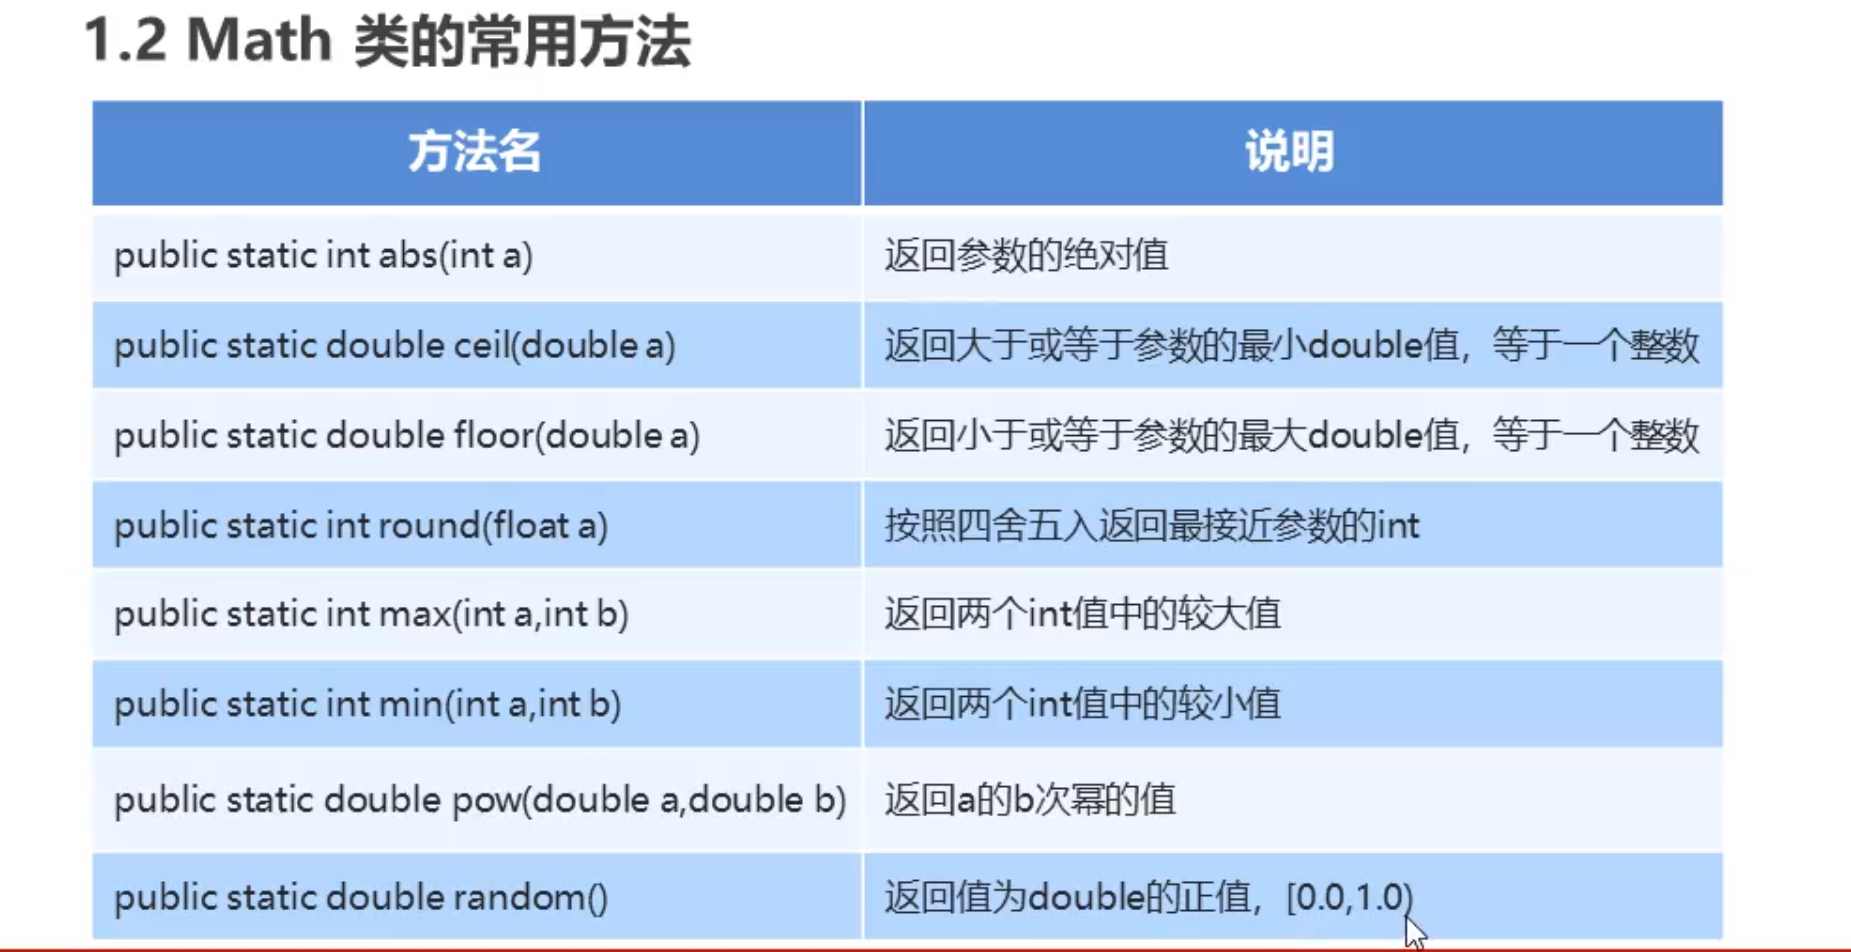 1.2 Math 类的常用方法
方法名 说明
public static int abs(int a) 返回参数的绝对值
public static double ceil(double a) 返回大于或等于参数的最小double值，等于一个整数
public static double floor(double a) 返回小于或等于参数的最大double值，等于一个整数
public static int round(float a) 按照四舍五入返回最接近参数的int
public static int max(int a,int b) 返回两个int值中的较大值
public static int min(int a,int b) 返回两个int值中的较小值
public static double pow(double a,double b) 返回a的b次幂的值
public static double random() 返回值为double的正值，[0.0,1.0)